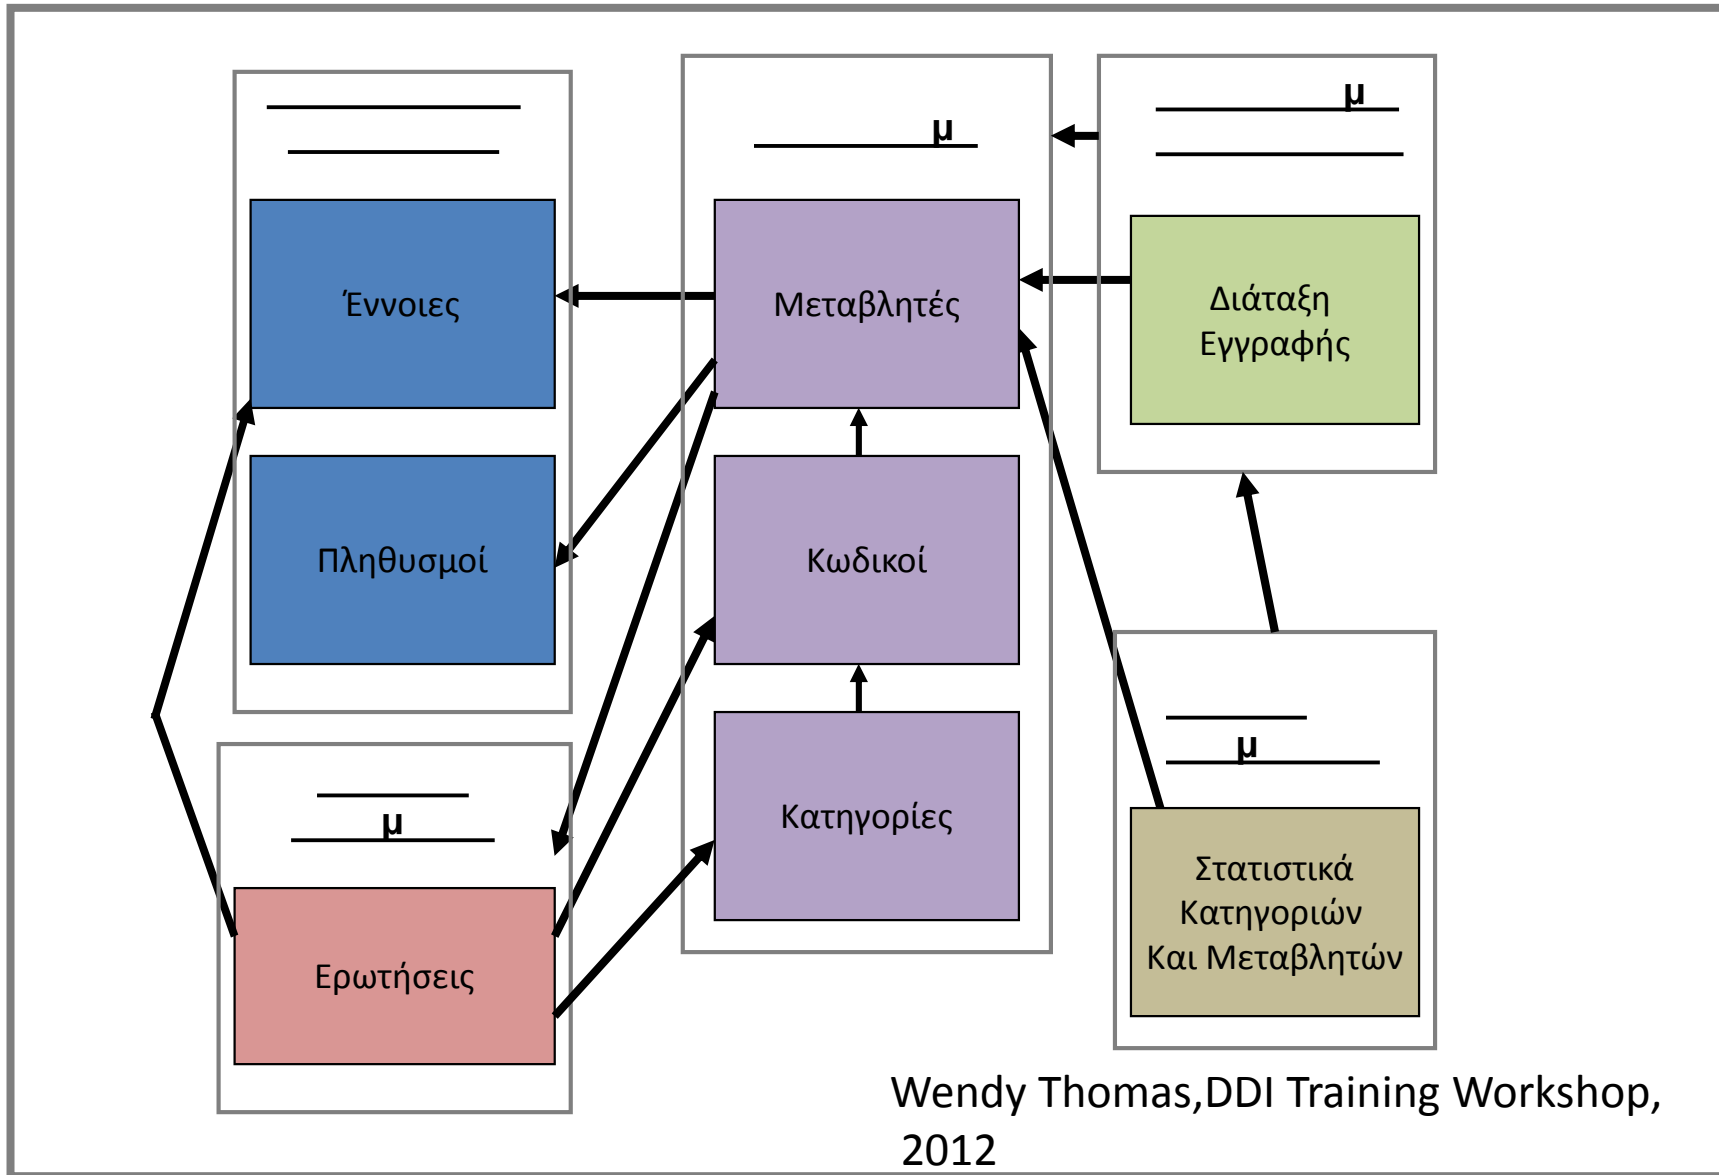 μ
μ
Έννοιες
Μεταβλητές
Διάταξη
Εγγραφής
Πληθυσμοί
Κωδικοί
μ
μ
Κατηγορίες
Στατιστικά
Κατηγοριών
Και Μεταβλητών
Ερωτήσεις
Wendy Thomas,DDI Training Workshop,
2012